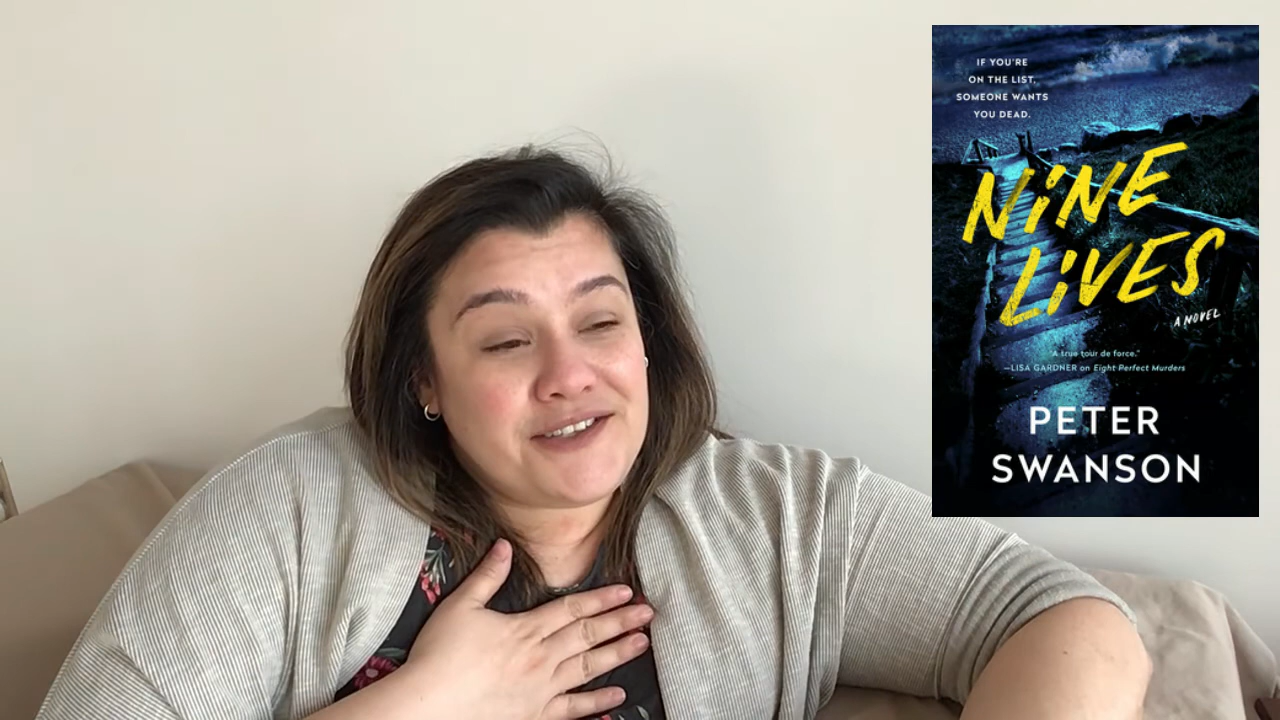 IF YOU'RE
ON THE LIST,
SOMEONE WANTS
YOU DEAD.
NiNE
LiVES
A NOVEL
"A true tour de force."
—LISA GARDNER on Eight Perfect Murders
PETER
SWANSON